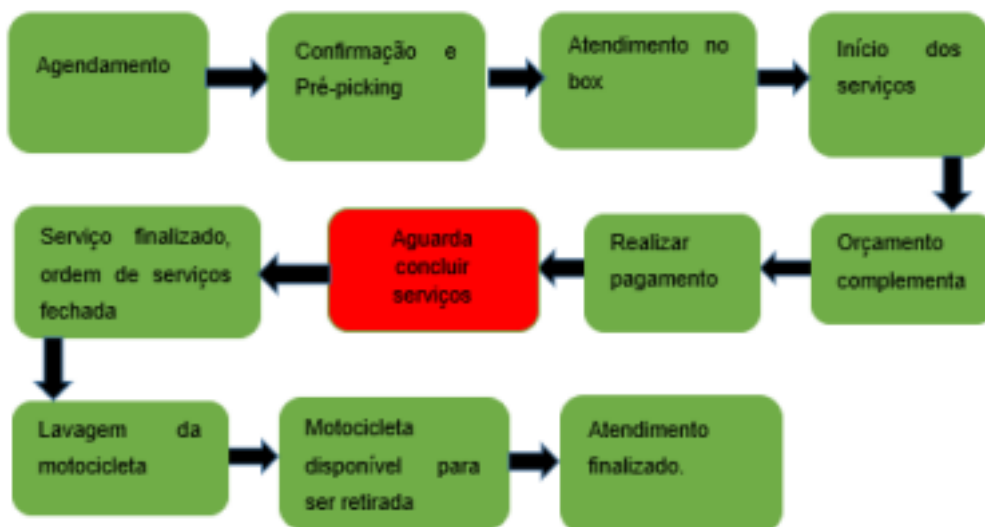 Agendamento
Confirmação e
Pré-picking
Atendimento no
box
Início dos
serviços
Orçamento
complementa
Realizar
pagamento
Aguarda
concluir
serviços
Serviço finalizado,
ordem de serviços
fechada
Lavagem da
motocicleta
Motocicleta
disponível para
ser retirada
Atendimento
finalizado.